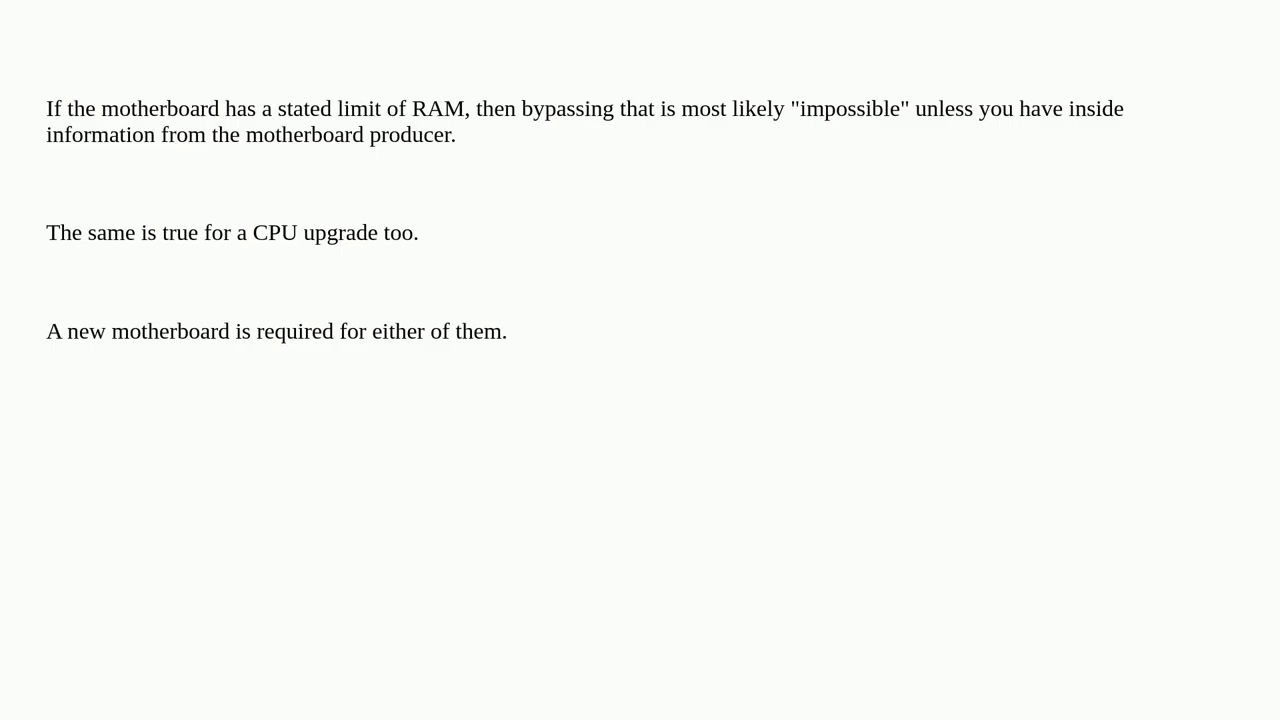 If the motherboard has a stated limit of RAM, then bypassing that is most likely "impossible" unless you have inside
information from the motherboard producer.
The same is true for a CPU upgrade too.
A new motherboard is required for either of them.